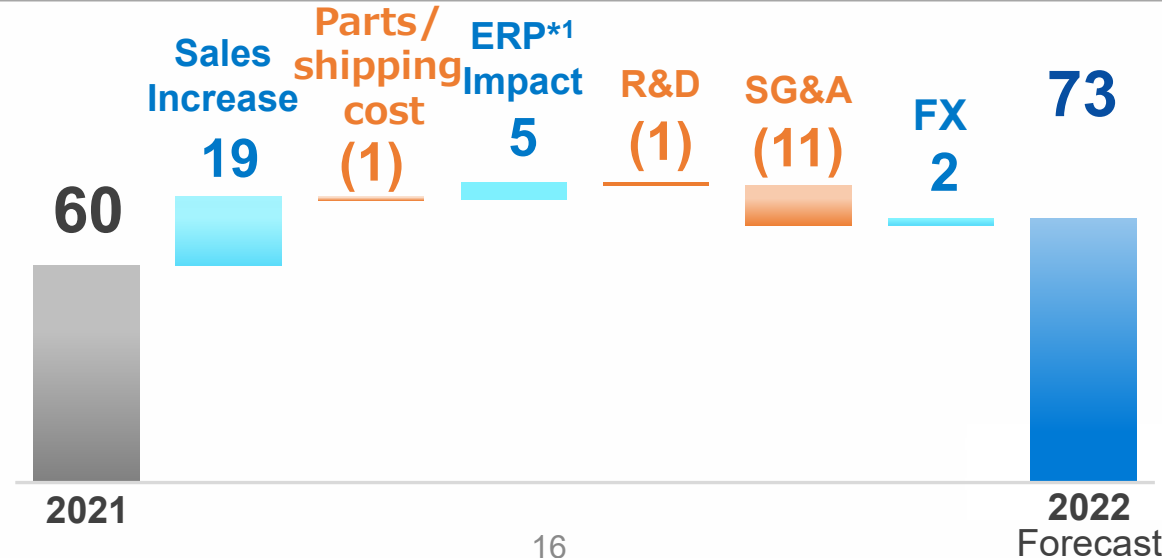 60
Sales
Increase
19
Parts/
shipping
cost
(1)
ERP*1
Impact
5
R&D
(1)
SG&A
(11)
FX
2
73
2021
2022
Forecast
16